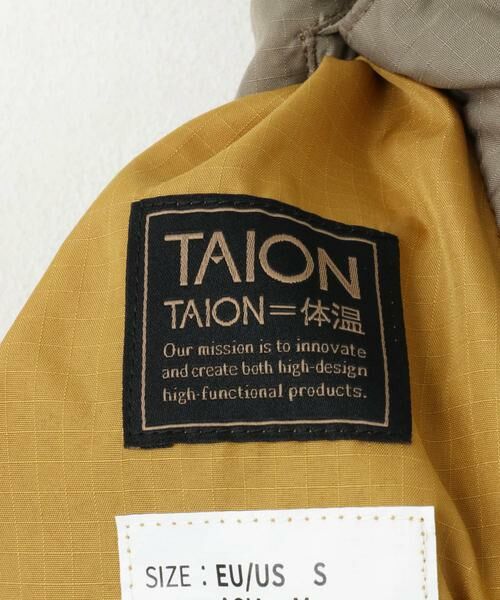 TAION
TAION=体温
Our mission is to innovate
and create both high-design
high-functional products.
SIZE : EU/US S